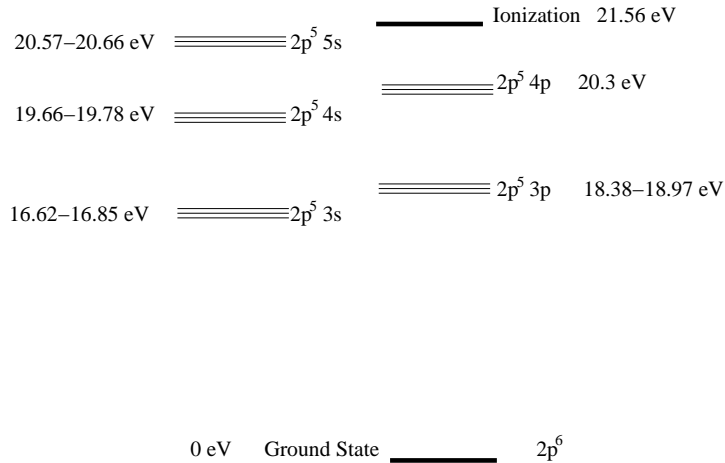 Ionization 21.56 eV
20.57–20.66 eV 2p⁵ 5s
2p⁵ 4p 20.3 eV
19.66–19.78 eV 2p⁵ 4s
2p⁵ 3p 18.38–18.97 eV
16.62–16.85 eV 2p⁵ 3s
0 eV Ground State 2p⁶